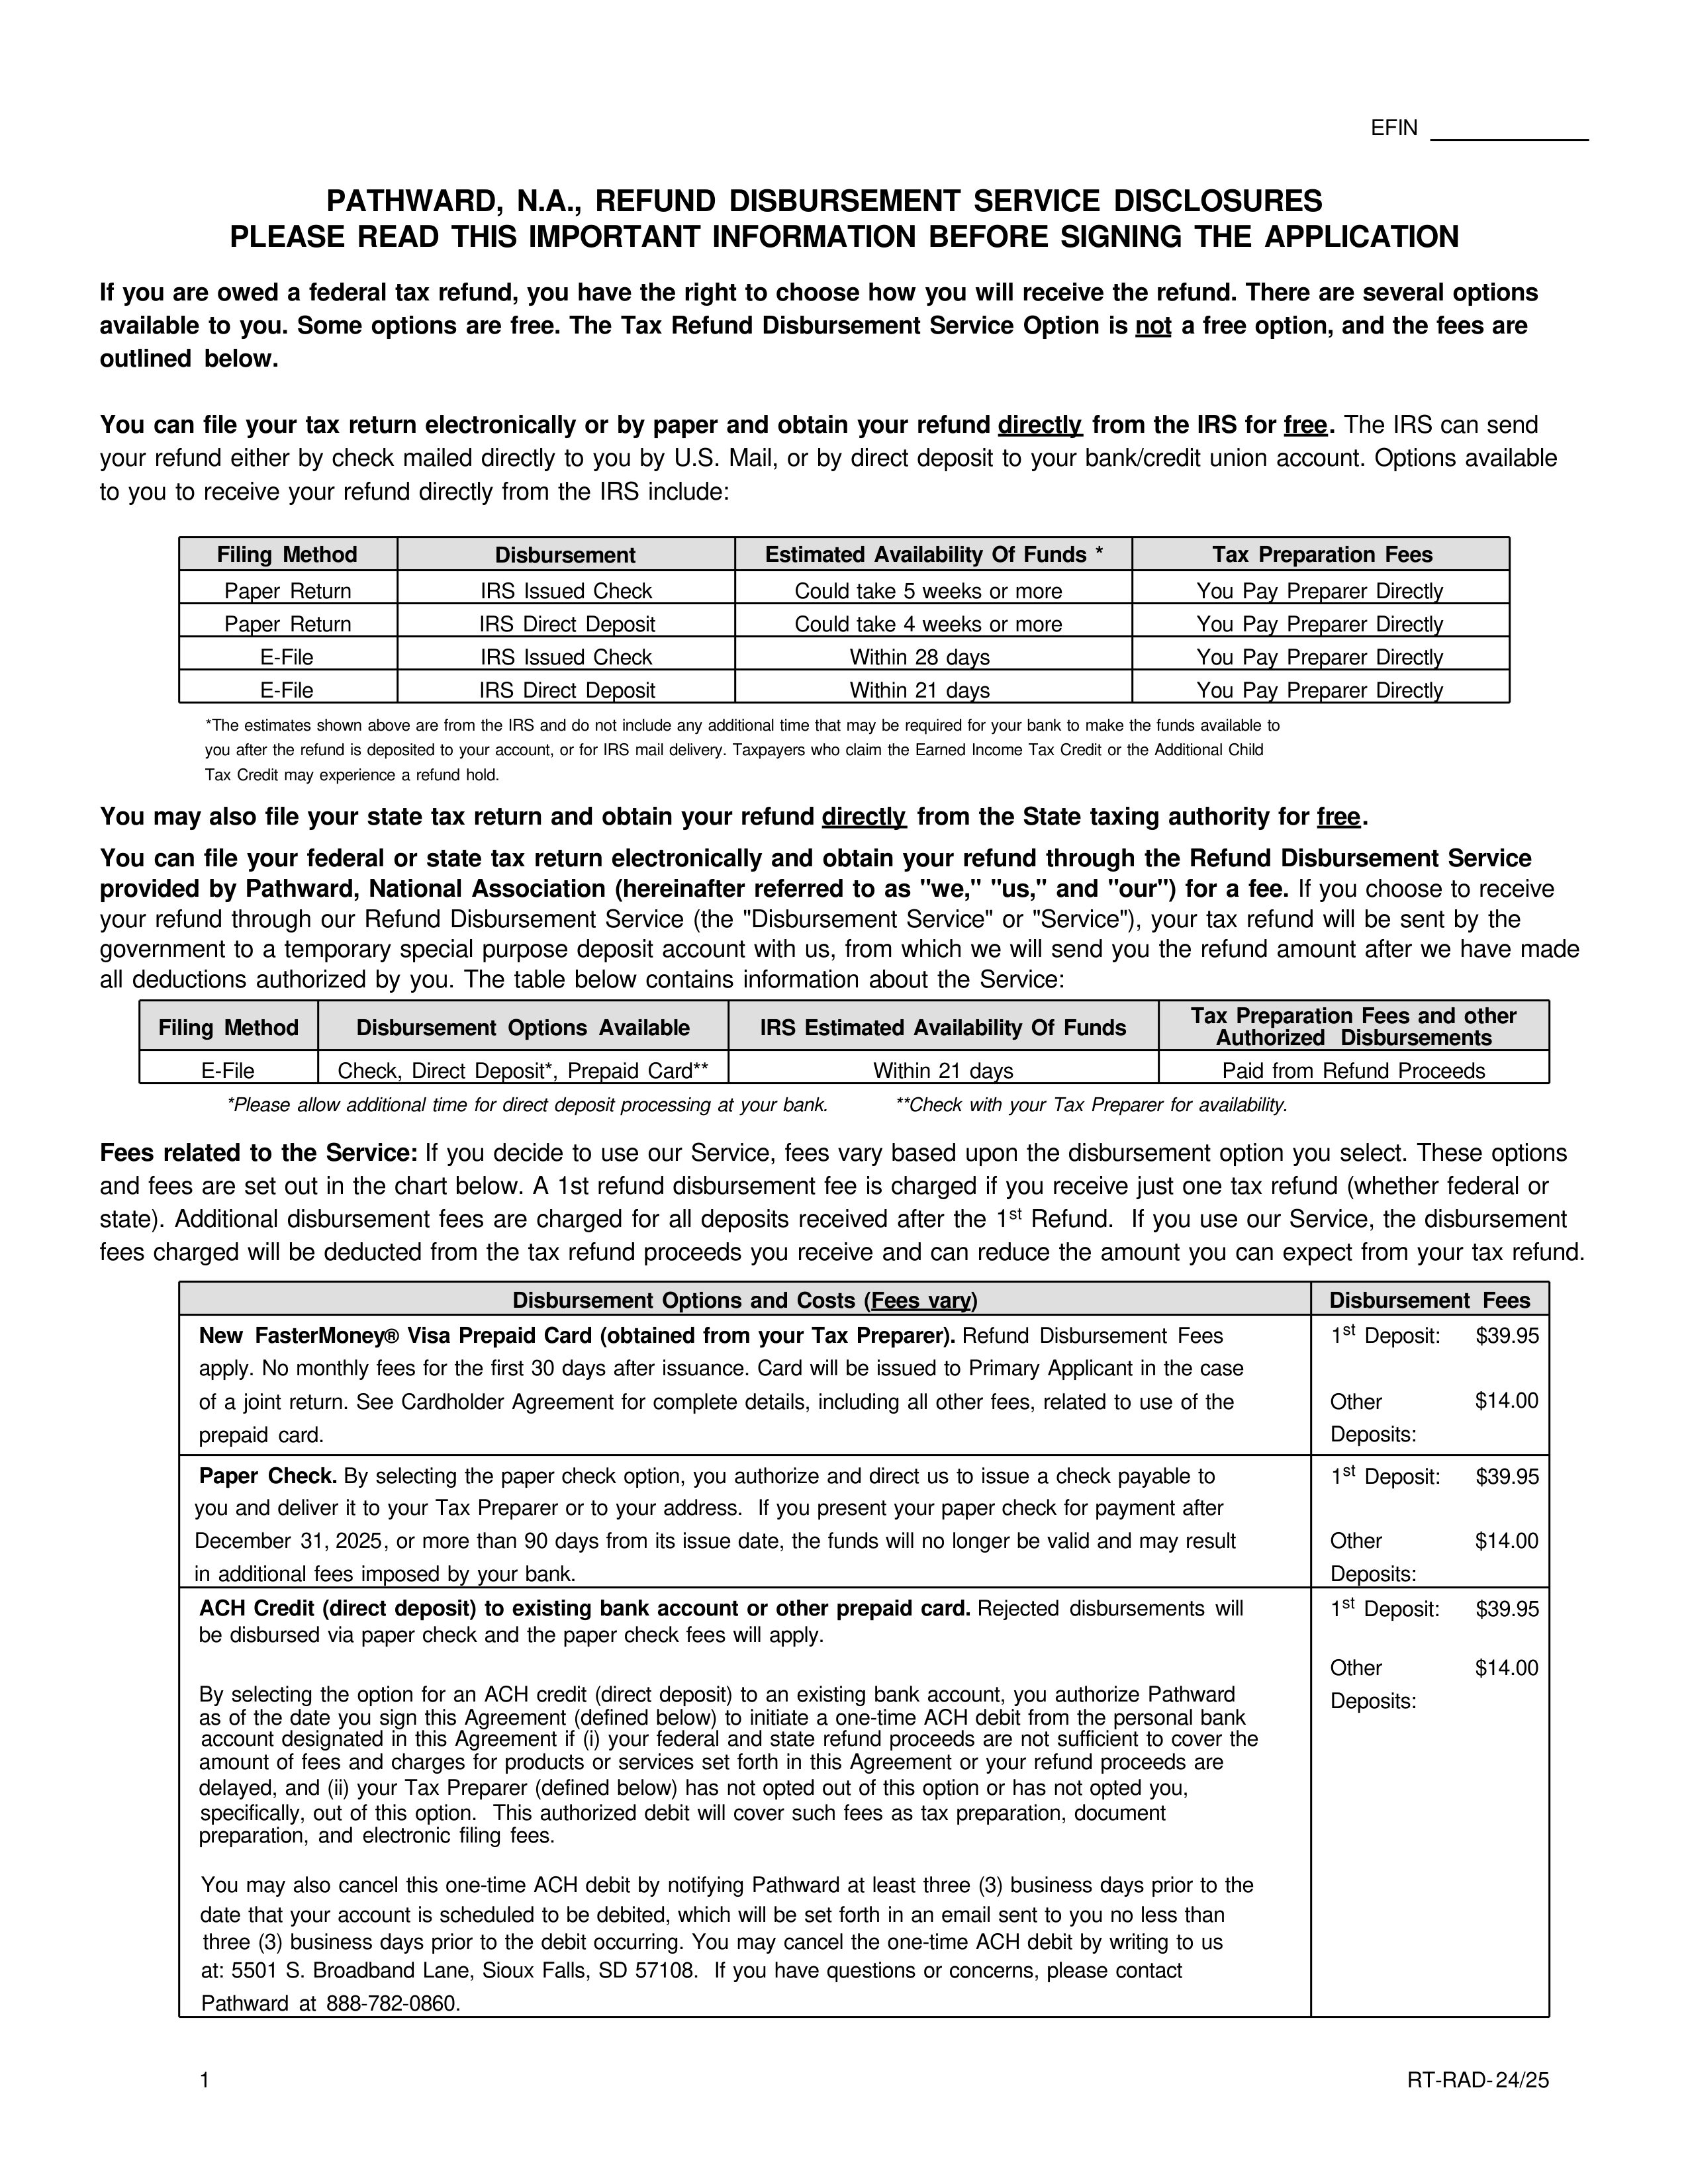 EFIN
PATHWARD, N.A., REFUND DISBURSEMENT SERVICE DISCLOSURES
PLEASE READ THIS IMPORTANT INFORMATION BEFORE SIGNING THE APPLICATION
If you are owed a federal tax refund, you have the right to choose how you will receive the refund. There are several options
available to you. Some options are free. The Tax Refund Disbursement Service Option is not a free option, and the fees are
outlined below.
You can file your tax return electronically or by paper and obtain your refund directly from the IRS for free. The IRS can send
your refund either by check mailed directly to you by U.S. Mail, or by direct deposit to your bank/credit union account. Options available
to you to receive your refund directly from the IRS include:
Filing Method Disbursement Estimated Availability Of Funds * Tax Preparation Fees
Paper Return IRS Issued Check Could take 5 weeks or more You Pay Preparer Directly
Paper Return IRS Direct Deposit Could take 4 weeks or more You Pay Preparer Directly
E-File IRS Issued Check Within 28 days You Pay Preparer Directly
E-File IRS Direct Deposit Within 21 days You Pay Preparer Directly
*The estimates shown above are from the IRS and do not include any additional time that may be required for your bank to make the funds available to
you after the refund is deposited to your account, or for IRS mail delivery. Taxpayers who claim the Earned Income Tax Credit or the Additional Child
Tax Credit may experience a refund hold.
You may also file your state tax return and obtain your refund directly from the State taxing authority for free.
You can file your federal or state tax return electronically and obtain your refund through the Refund Disbursement Service
provided by Pathward, National Association (hereinafter referred to as "we," "us," and "our") for a fee. If you choose to receive
your refund through our Refund Disbursement Service (the "Disbursement Service" or "Service"), your tax refund will be sent by the
government to a temporary special purpose deposit account with us, from which we will send you the refund amount after we have made
all deductions authorized by you. The table below contains information about the Service:
Filing Method Disbursement Options Available IRS Estimated Availability Of Funds Tax Preparation Fees and other
Authorized Disbursements
E-File Check, Direct Deposit*, Prepaid Card** Within 21 days Paid from Refund Proceeds
*Please allow additional time for direct deposit processing at your bank. **Check with your Tax Preparer for availability.
Fees related to the Service: If you decide to use our Service, fees vary based upon the disbursement option you select. These options
and fees are set out in the chart below. A 1st refund disbursement fee is charged if you receive just one tax refund (whether federal or
state). Additional disbursement fees are charged for all deposits received after the 1st Refund. If you use our Service, the disbursement
fees charged will be deducted from the tax refund proceeds you receive and can reduce the amount you can expect from your tax refund.
Disbursement Options and Costs (Fees vary) Disbursement Fees
New FasterMoney® Visa Prepaid Card (obtained from your Tax Preparer). Refund Disbursement Fees 1st Deposit: $39.95
apply. No monthly fees for the first 30 days after issuance. Card will be issued to Primary Applicant in the case
of a joint return. See Cardholder Agreement for complete details, including all other fees, related to use of the Other $14.00
prepaid card. Deposits:
Paper Check. By selecting the paper check option, you authorize and direct us to issue a check payable to 1st Deposit: $39.95
you and deliver it to your Tax Preparer or to your address. If you present your paper check for payment after
December 31, 2025, or more than 90 days from its issue date, the funds will no longer be valid and may result Other $14.00
in additional fees imposed by your bank. Deposits:
ACH Credit (direct deposit) to existing bank account or other prepaid card. Rejected disbursements will 1st Deposit: $39.95
be disbursed via paper check and the paper check fees will apply.
Other $14.00
By selecting the option for an ACH credit (direct deposit) to an existing bank account, you authorize Pathward Deposits:
as of the date you sign this Agreement (defined below) to initiate a one-time ACH debit from the personal bank
account designated in this Agreement if (i) your federal and state refund proceeds are not sufficient to cover the
amount of fees and charges for products or services set forth in this Agreement or your refund proceeds are
delayed, and (ii) your Tax Preparer (defined below) has not opted out of this option or has not opted you,
specifically, out of this option. This authorized debit will cover such fees as tax preparation, document
preparation, and electronic filing fees.
You may also cancel this one-time ACH debit by notifying Pathward at least three (3) business days prior to the
date that your account is scheduled to be debited, which will be set forth in an email sent to you no less than
three (3) business days prior to the debit occurring. You may cancel the one-time ACH debit by writing to us
at: 5501 S. Broadband Lane, Sioux Falls, SD 57108. If you have questions or concerns, please contact
Pathward at 888-782-0860.
1 RT-RAD-24/25